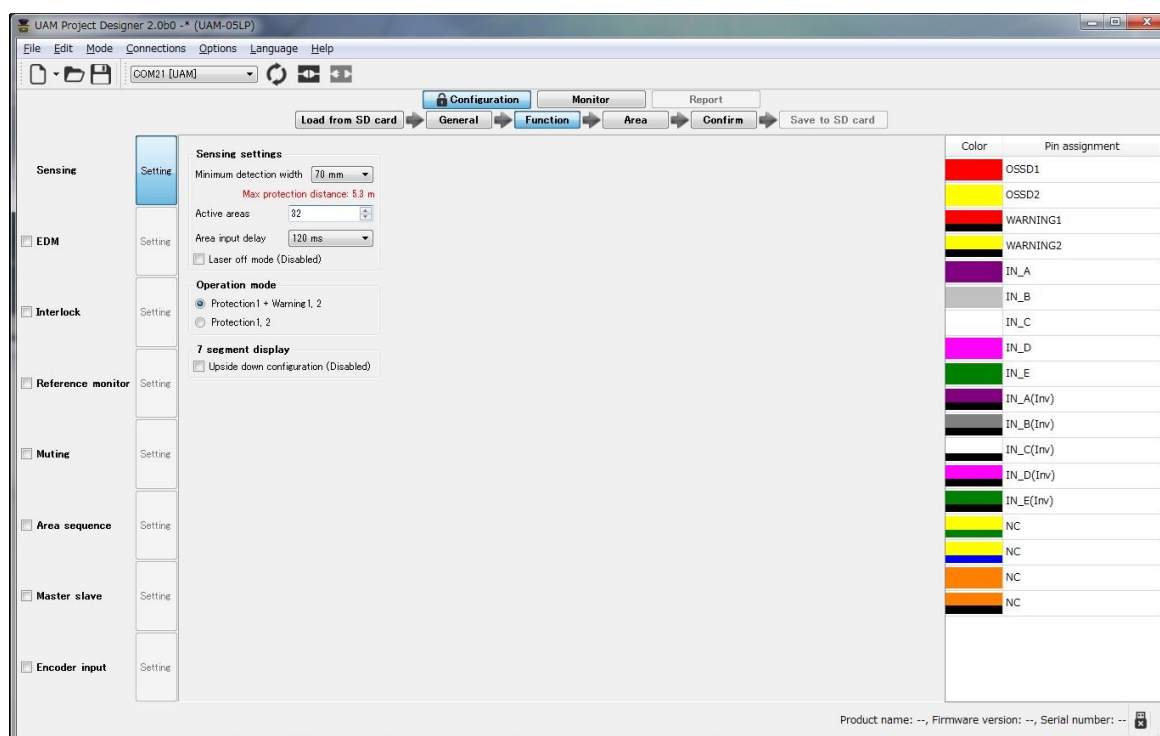 UAM Project Designer 2.0b0 -* (UAM-05LP)
File Edit Mode Connections Options Language Help
COM21 [UAM]
Configuration Monitor Report
Load from SD card General Function Area Confirm Save to SD card
Sensing Setting
EDM Setting
Interlock Setting
Reference monitor Setting
Muting Setting
Area sequence Setting
Master slave Setting
Encoder input Setting
Sensing settings
Minimum detection width 70 mm
Max protection distance: 5.3 m
Active areas 32
Area input delay 120 ms
Laser off mode (Disabled)
Operation mode
Protection1 + Warning1, 2
Protection1, 2
7 segment display
Upside down configuration (Disabled)
Color Pin assignment
OSSD1
OSSD2
WARNING1
WARNING2
IN_A
IN_B
IN_C
IN_D
IN_E
IN_A(Inv)
IN_B(Inv)
IN_C(Inv)
IN_D(Inv)
IN_E(Inv)
NC
NC
NC
NC
Product name: --, Firmware version: --, Serial number: --